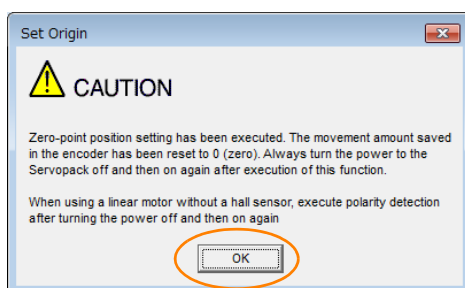 Set Origin
CAUTION
Zero-point position setting has been executed. The movement amount saved
in the encoder has been reset to 0 (zero). Always turn the power to the
Servopack off and then on again after execution of this function.
When using a linear motor without a hall sensor, execute polarity detection
after turning the power off and then on again
OK